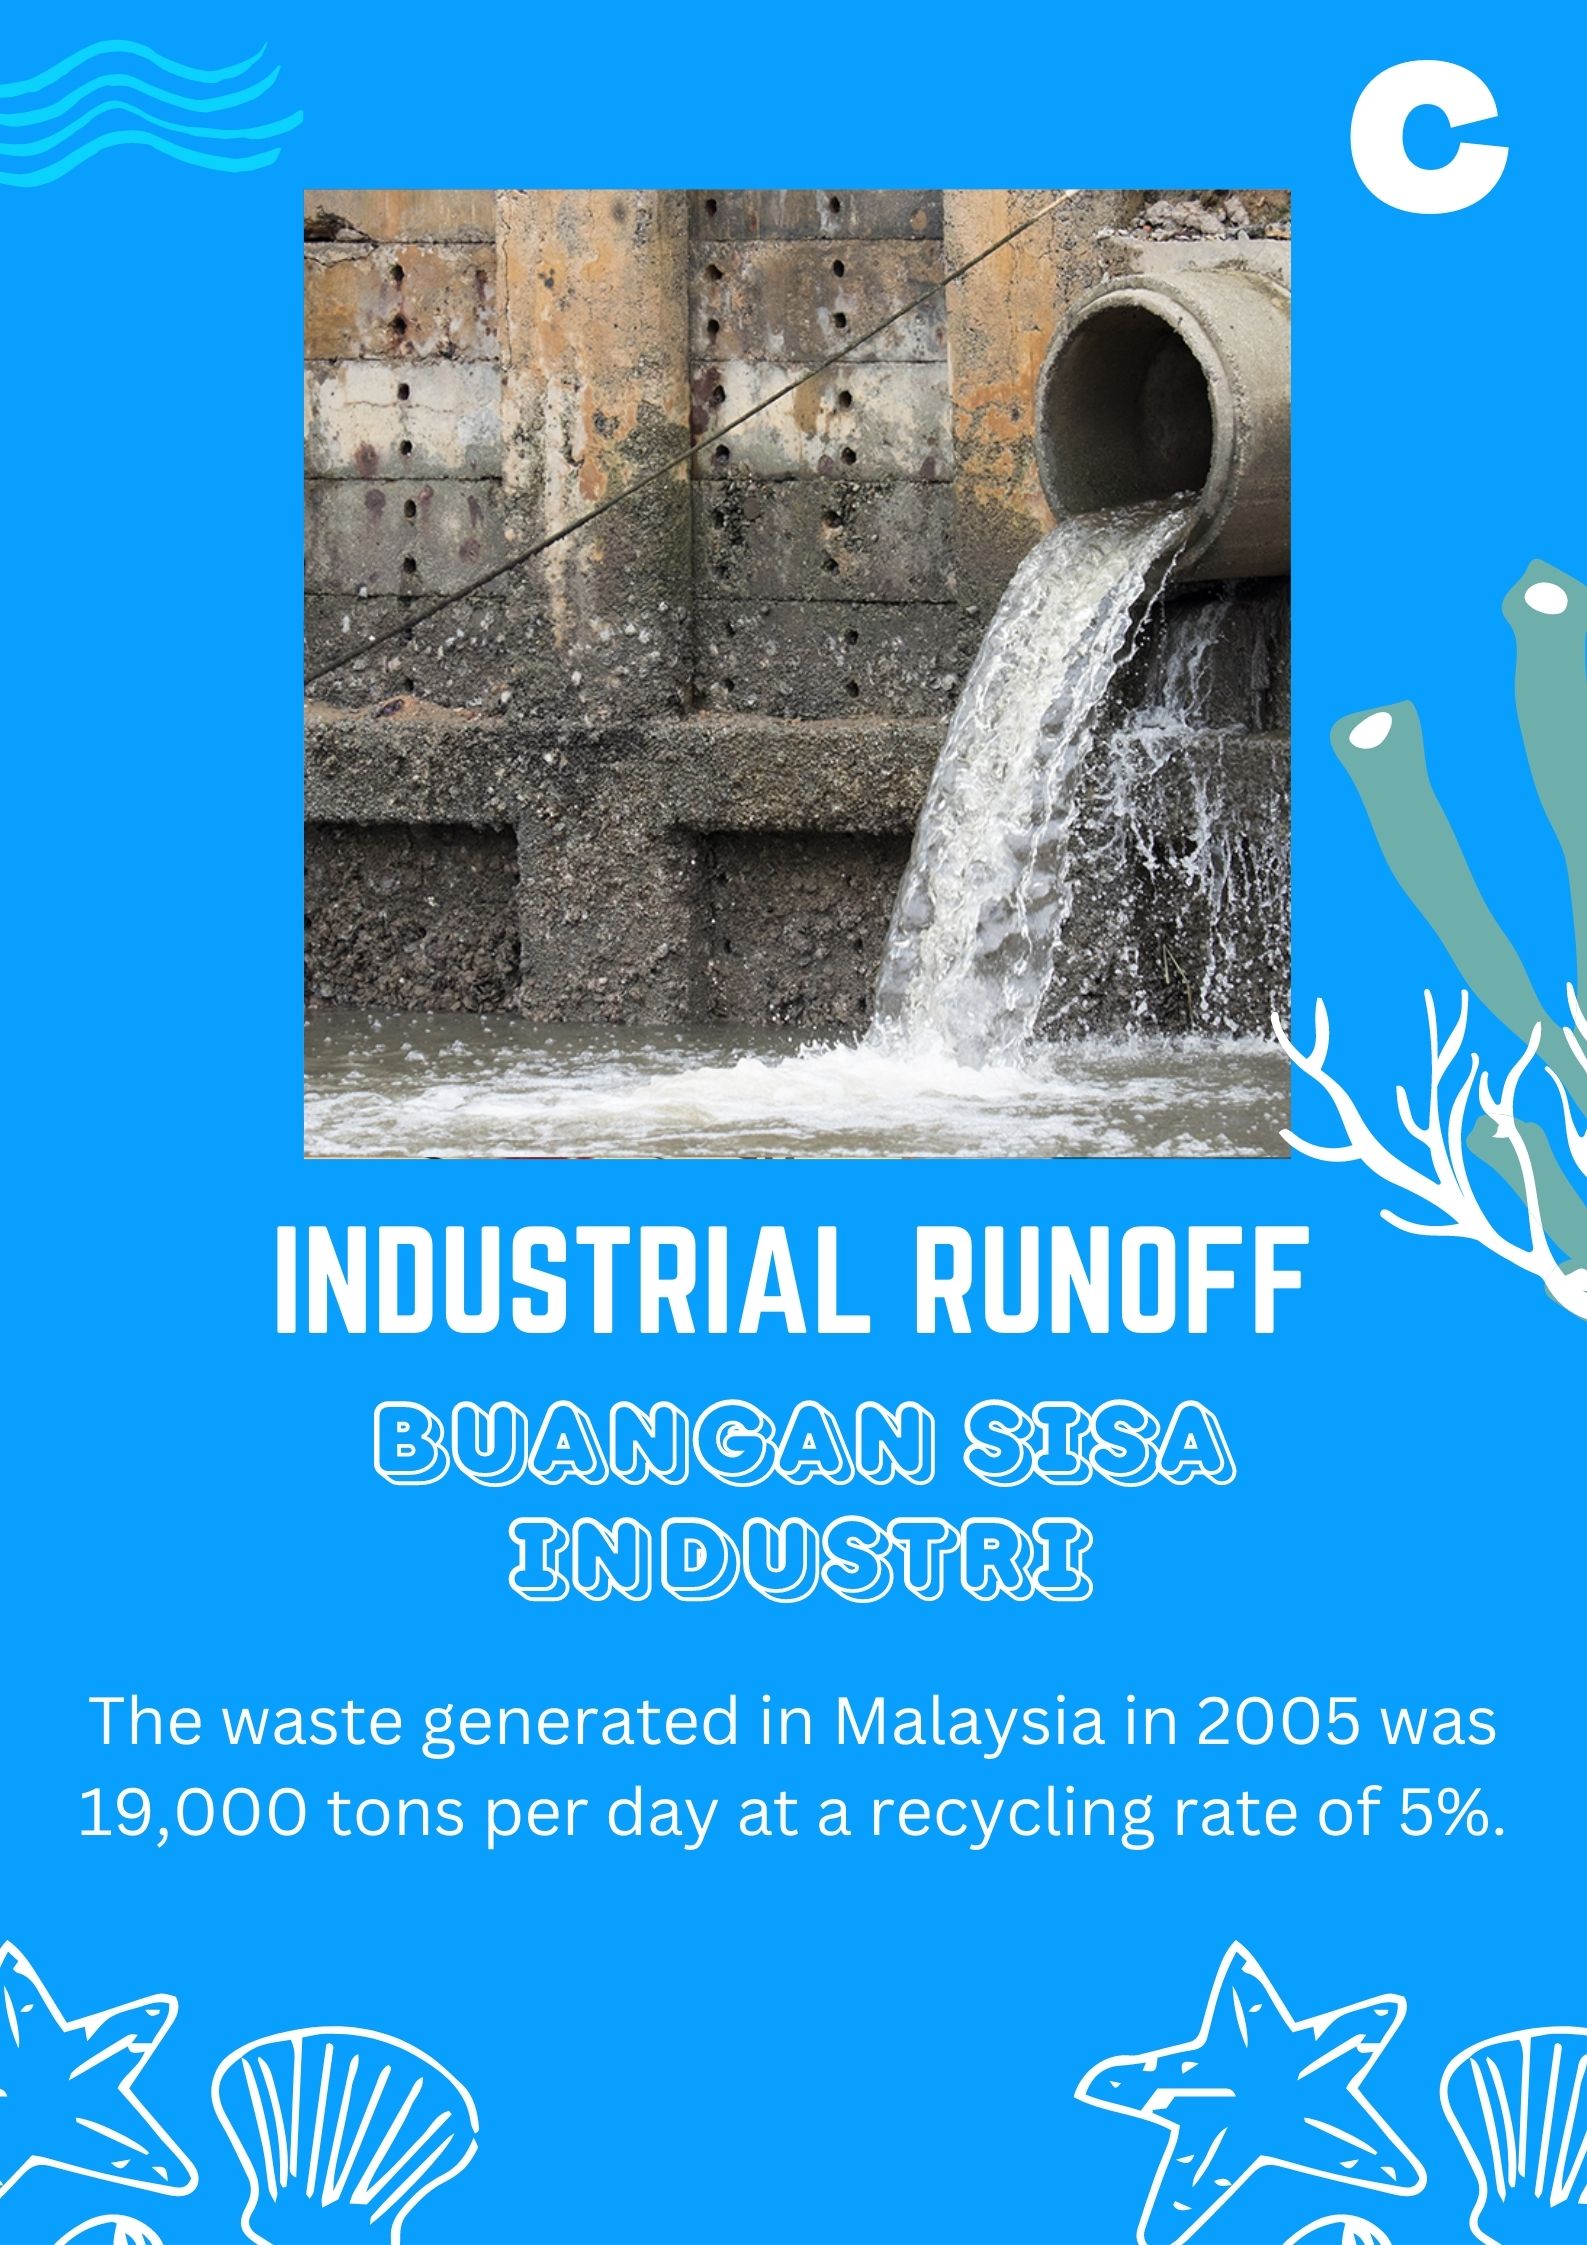 C
INDUSTRIAL RUNOFF
BUANGAN SISA
INDUSTRI
The waste generated in Malaysia in 2005 was
19,000 tons per day at a recycling rate of 5%.